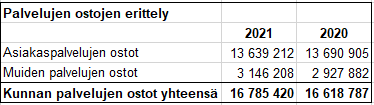 Palvelujen ostojen erittely
2021 2020
Asiakaspalvelujen ostot 13 639 212 13 690 905
Muiden palvelujen ostot 3 146 208 2 927 882
Kunnan palvelujen ostot yhteensä 16 785 420 16 618 787